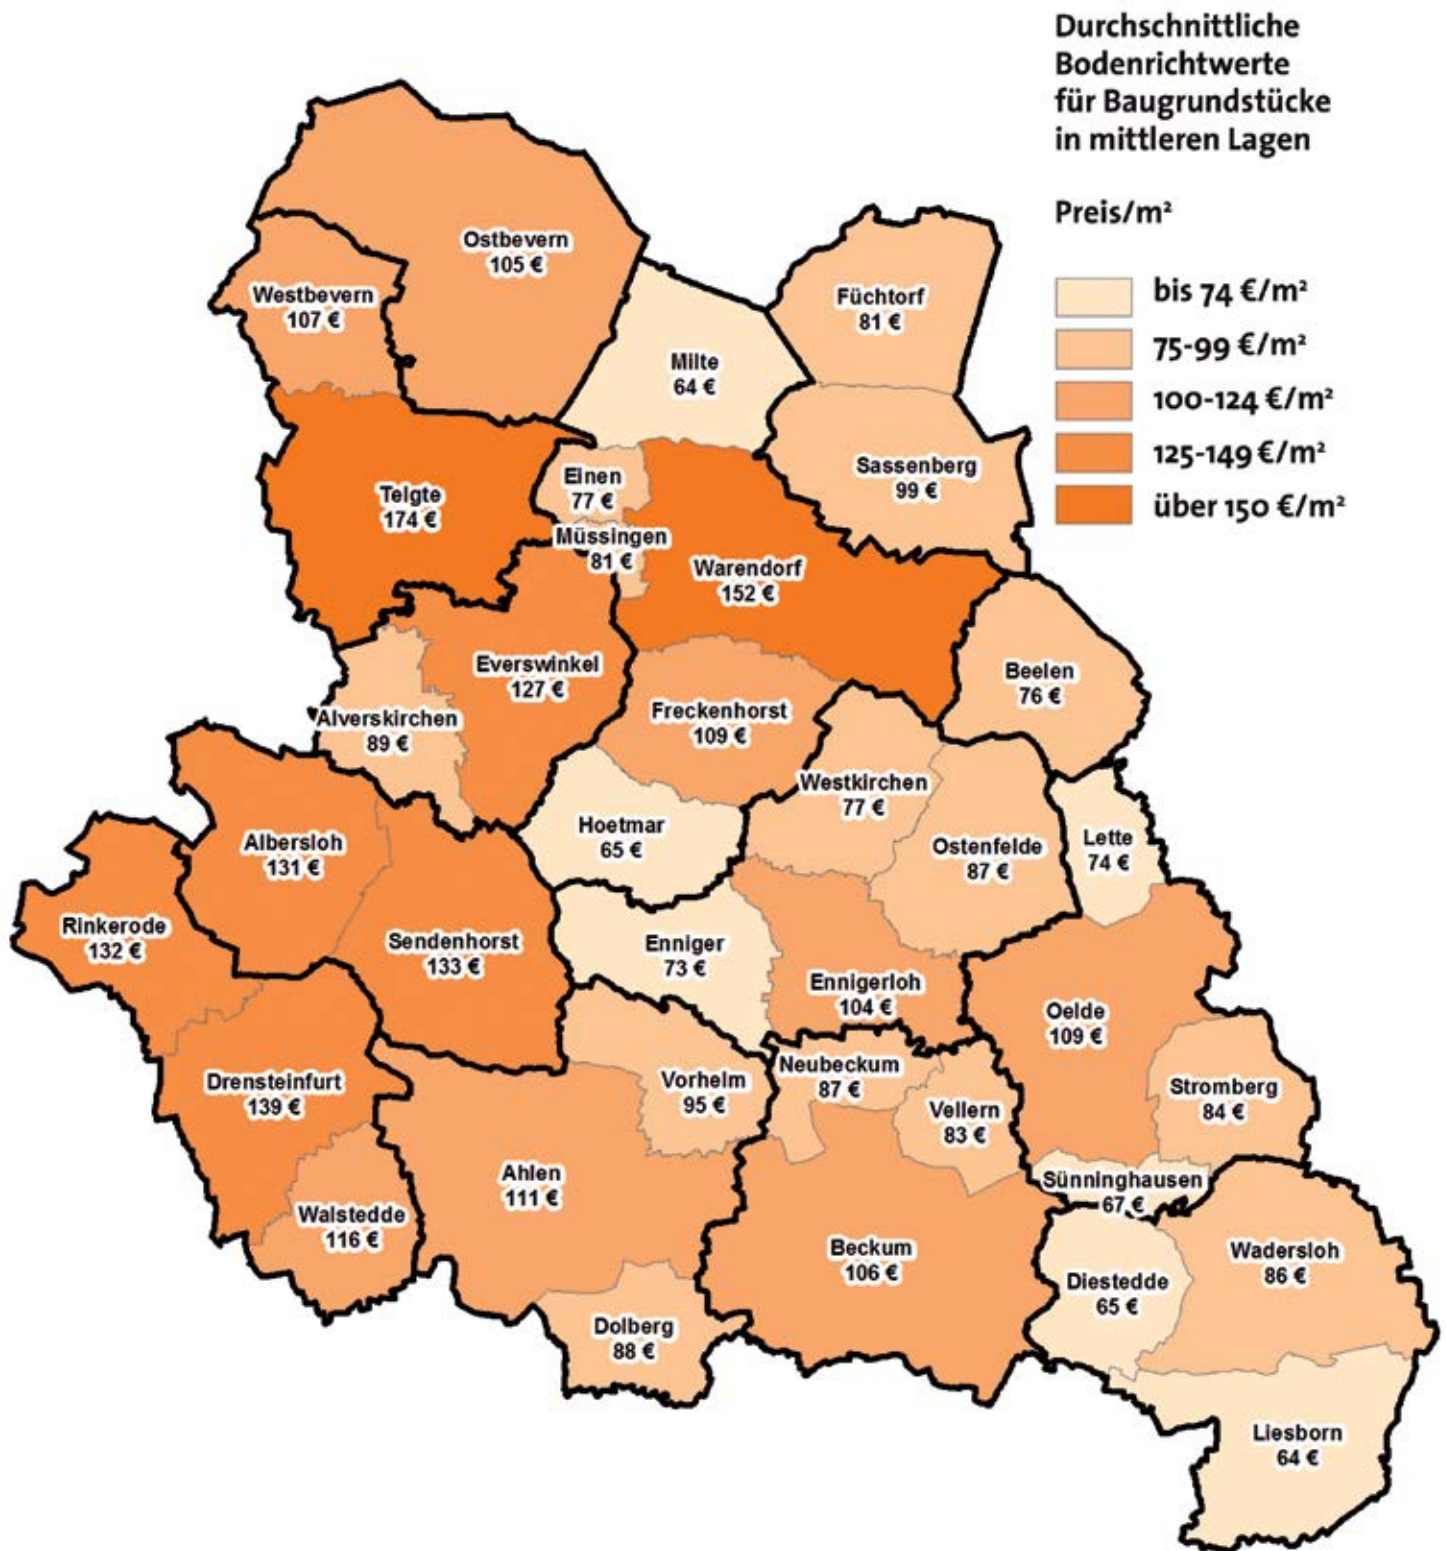 Durchschnittliche
Bodenrichtwerte
für Baugrundstücke
in mittleren Lagen
Preis/m²
bis 74 €/m²
75-99 €/m²
100-124 €/m²
125-149 €/m²
über 150 €/m²
Ostbevern
105 €
Westbevern
107 €
Füchtorf
81 €
Milte
64 €
Sassenberg
99 €
Einen
77 €
Telgte
174 €
Müssingen
81 €
Warendorf
152 €
Everswinkel
127 €
Beelen
76 €
Alverskirchen
89 €
Freckenhorst
109 €
Westkirchen
77 €
Hoetmar
65 €
Albersloh
131 €
Ostenfelde
87 €
Lette
74 €
Rinkerode
132 €
Sendenhorst
133 €
Enniger
73 €
Ennigerloh
104 €
Oelde
109 €
Drensteinfurt
139 €
Vorhelm
95 €
Neubeckum
87 €
Vellern
83 €
Stromberg
84 €
Ahlen
111 €
Sünninghausen
67 €
Walstedde
116 €
Beckum
106 €
Wadersloh
86 €
Diestedde
65 €
Dolberg
88 €
Liesborn
64 €